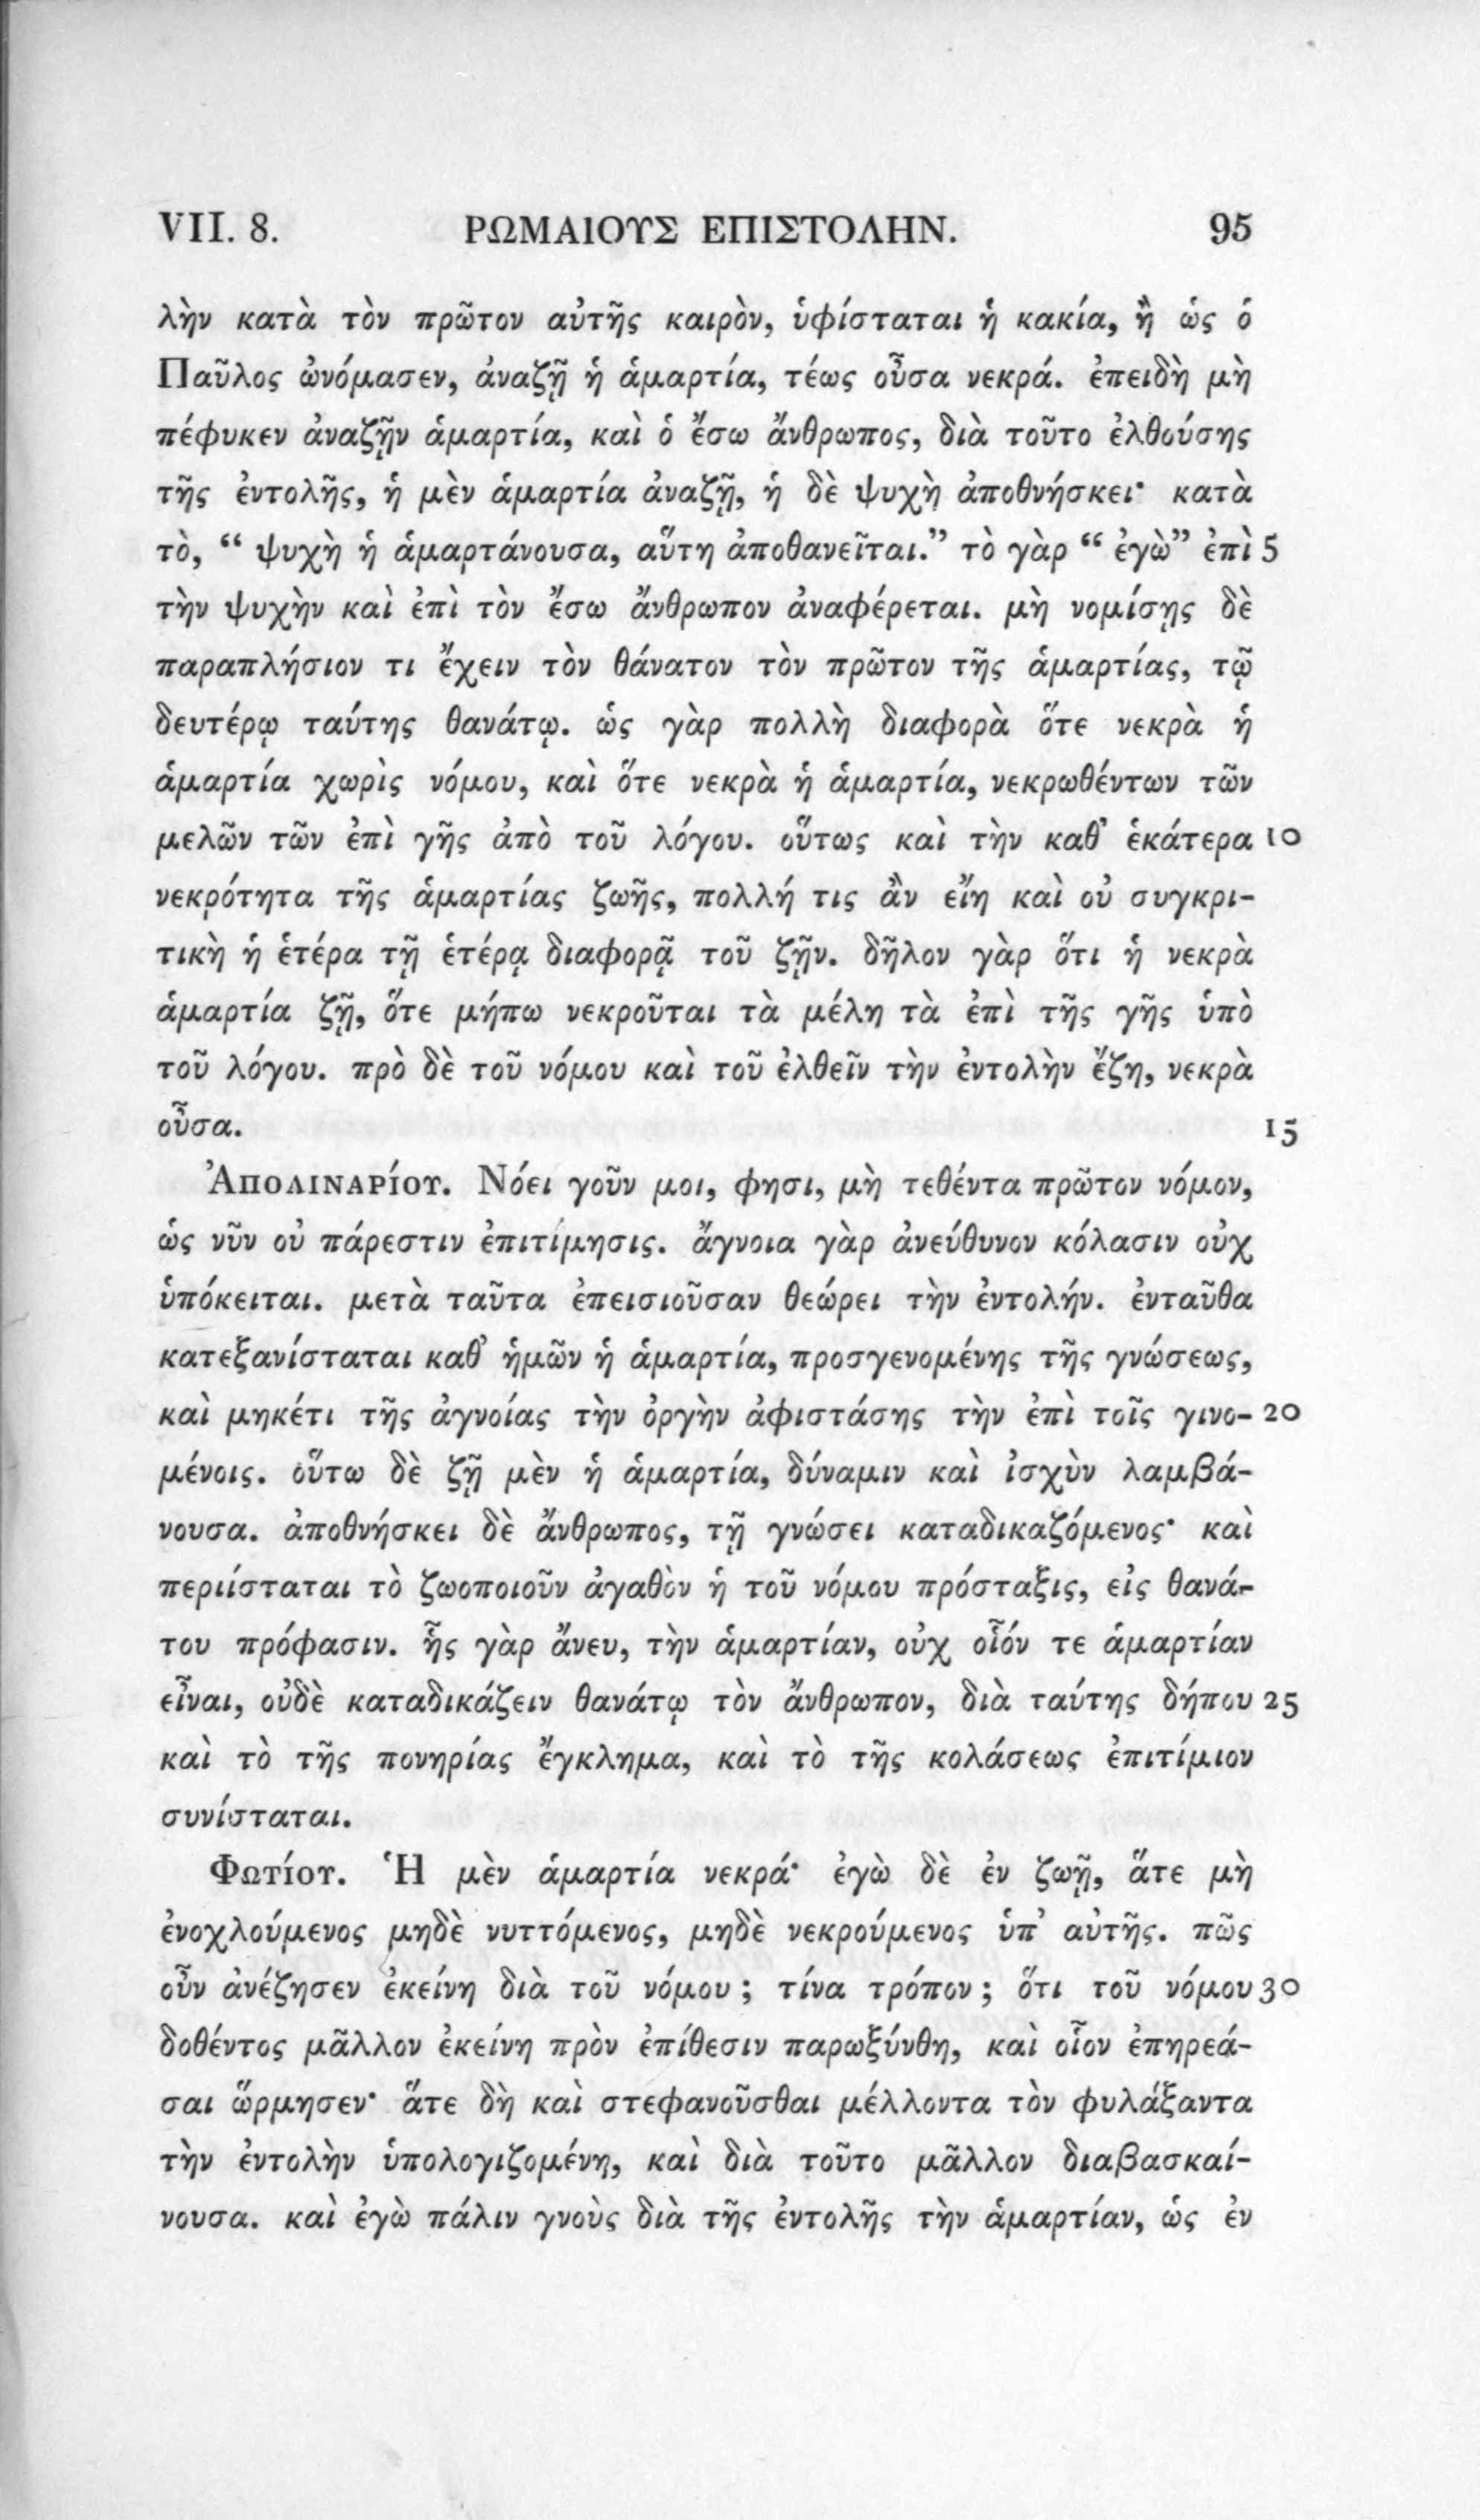 VII. 8. ΡΩΜΑΙΟΥΣ ΕΠΙΣΤΟΛΗΝ. 95
λὴν κατὰ τὸν πρῶτον αὐτῆς καιρὸν, ὑφίσταται ἡ κακία, ἢ ὡς ὁ
Παῦλος ὠνόμασεν, ἀναζῇ ἡ ἁμαρτία, τέως οὖσα νεκρά. ἐπειδὴ μὴ
πέφυκεν ἀναζῇν ἁμαρτία, καὶ ὁ ἔσω ἄνθρωπος, διὰ τοῦτο ἐλθούσης
τῆς ἐντολῆς, ἡ μὲν ἁμαρτία ἀναζῇ, ἡ δὲ ψυχὴ ἀποθνήσκει· κατὰ
τὸ, “ ψυχὴ ἡ ἁμαρτάνουσα, αὕτη ἀποθανεῖται.” τὸ γὰρ “ ἐγὼ” ἐπὶ 5
τὴν ψυχὴν καὶ ἐπὶ τὸν ἔσω ἄνθρωπον ἀναφέρεται. μὴ νομίσῃς δὲ
παραπλήσιον τι ἔχειν τὸν θάνατον τὸν πρῶτον τῆς ἁμαρτίας, τῷ
δευτέρῳ ταύτης θανάτῳ. ὡς γὰρ πολλὴ διαφορὰ ὅτε νεκρὰ ἡ
ἁμαρτία χωρὶς νόμου, καὶ ὅτε νεκρὰ ἡ ἁμαρτία, νεκρωθέντων τῶν
μελῶν τῶν ἐπὶ γῆς ἀπὸ τοῦ λόγου. οὕτως καὶ τὴν καθ’ ἑκάτερα 10
νεκρότητα τῆς ἁμαρτίας ζωῆς, πολλή τις ἂν εἴη καὶ οὐ συγκρι-
τικὴ ἡ ἑτέρα τῇ ἑτέρᾳ διαφορᾷ τοῦ ζῇν. δῆλον γὰρ ὅτι ἡ νεκρὰ
ἁμαρτία ζῇ, ὅτε μήπω νεκροῦται τὰ μέλη τὰ ἐπὶ τῆς γῆς ὑπὸ
τοῦ λόγου. πρὸ δὲ τοῦ νόμου καὶ τοῦ ἐλθεῖν τὴν ἐντολὴν ἔζη, νεκρὰ
οὖσα. 15
Ἀπολιναρίου. Νόει γοῦν μοι, φησι, μὴ τεθέντα πρῶτον νόμον,
ὡς νῦν οὐ πάρεστιν ἐπιτίμησις. ἄγνοια γὰρ ἀνεύθυνον κόλασιν οὐχ
ὑπόκειται. μετὰ ταῦτα ἐπεισιοῦσαν θεώρει τὴν ἐντολήν. ἐνταῦθα
κατεξανίσταται καθ’ ἡμῶν ἡ ἁμαρτία, προσγενομένης τῆς γνώσεως,
καὶ μηκέτι τῆς ἀγνοίας τὴν ὀργὴν ἀφιστάσης τὴν ἐπὶ τοῖς γινο- 20
μένοις. οὕτω δὲ ζῇ μὲν ἡ ἁμαρτία, δύναμιν καὶ ἰσχὺν λαμβά-
νουσα. ἀποθνήσκει δὲ ἄνθρωπος, τῇ γνώσει καταδικαζόμενος· καὶ
περιίσταται τὸ ζωοποιοῦν ἀγαθὸν ἡ τοῦ νόμου πρόσταξις, εἰς θανά-
του πρόφασιν. ἧς γὰρ ἄνευ, τὴν ἁμαρτίαν, οὐχ οἷόν τε ἁμαρτίαν
εἶναι, οὐδὲ καταδικάζειν θανάτῳ τὸν ἄνθρωπον, διὰ ταύτης δήπου 25
καὶ τὸ τῆς πονηρίας ἔγκλημα, καὶ τὸ τῆς κολάσεως ἐπιτίμιον
συνίσταται.
Φωτίου. Ἡ μὲν ἁμαρτία νεκρά· ἐγὼ δὲ ἐν ζωῇ, ἅτε μὴ
ἐνοχλούμενος μηδὲ νυττόμενος, μηδὲ νεκρούμενος ὑπ’ αὐτῆς. πῶς
οὖν ἀνέζησεν ἐκείνη διὰ τοῦ νόμου ; τίνα τρόπον ; ὅτι τοῦ νόμου 30
δοθέντος μᾶλλον ἐκείνη πρὸν ἐπίθεσιν παρωξύνθη, καὶ οἷον ἐπηρεά-
σαι ὥρμησεν· ἅτε δὴ καὶ στεφανοῦσθαι μέλλοντα τὸν φυλάξαντα
τὴν ἐντολὴν ὑπολογιζομένη, καὶ διὰ τοῦτο μᾶλλον διαβασκαί-
νουσα. καὶ ἐγὼ πάλιν γνοὺς διὰ τῆς ἐντολῆς τὴν ἁμαρτίαν, ὡς ἐν